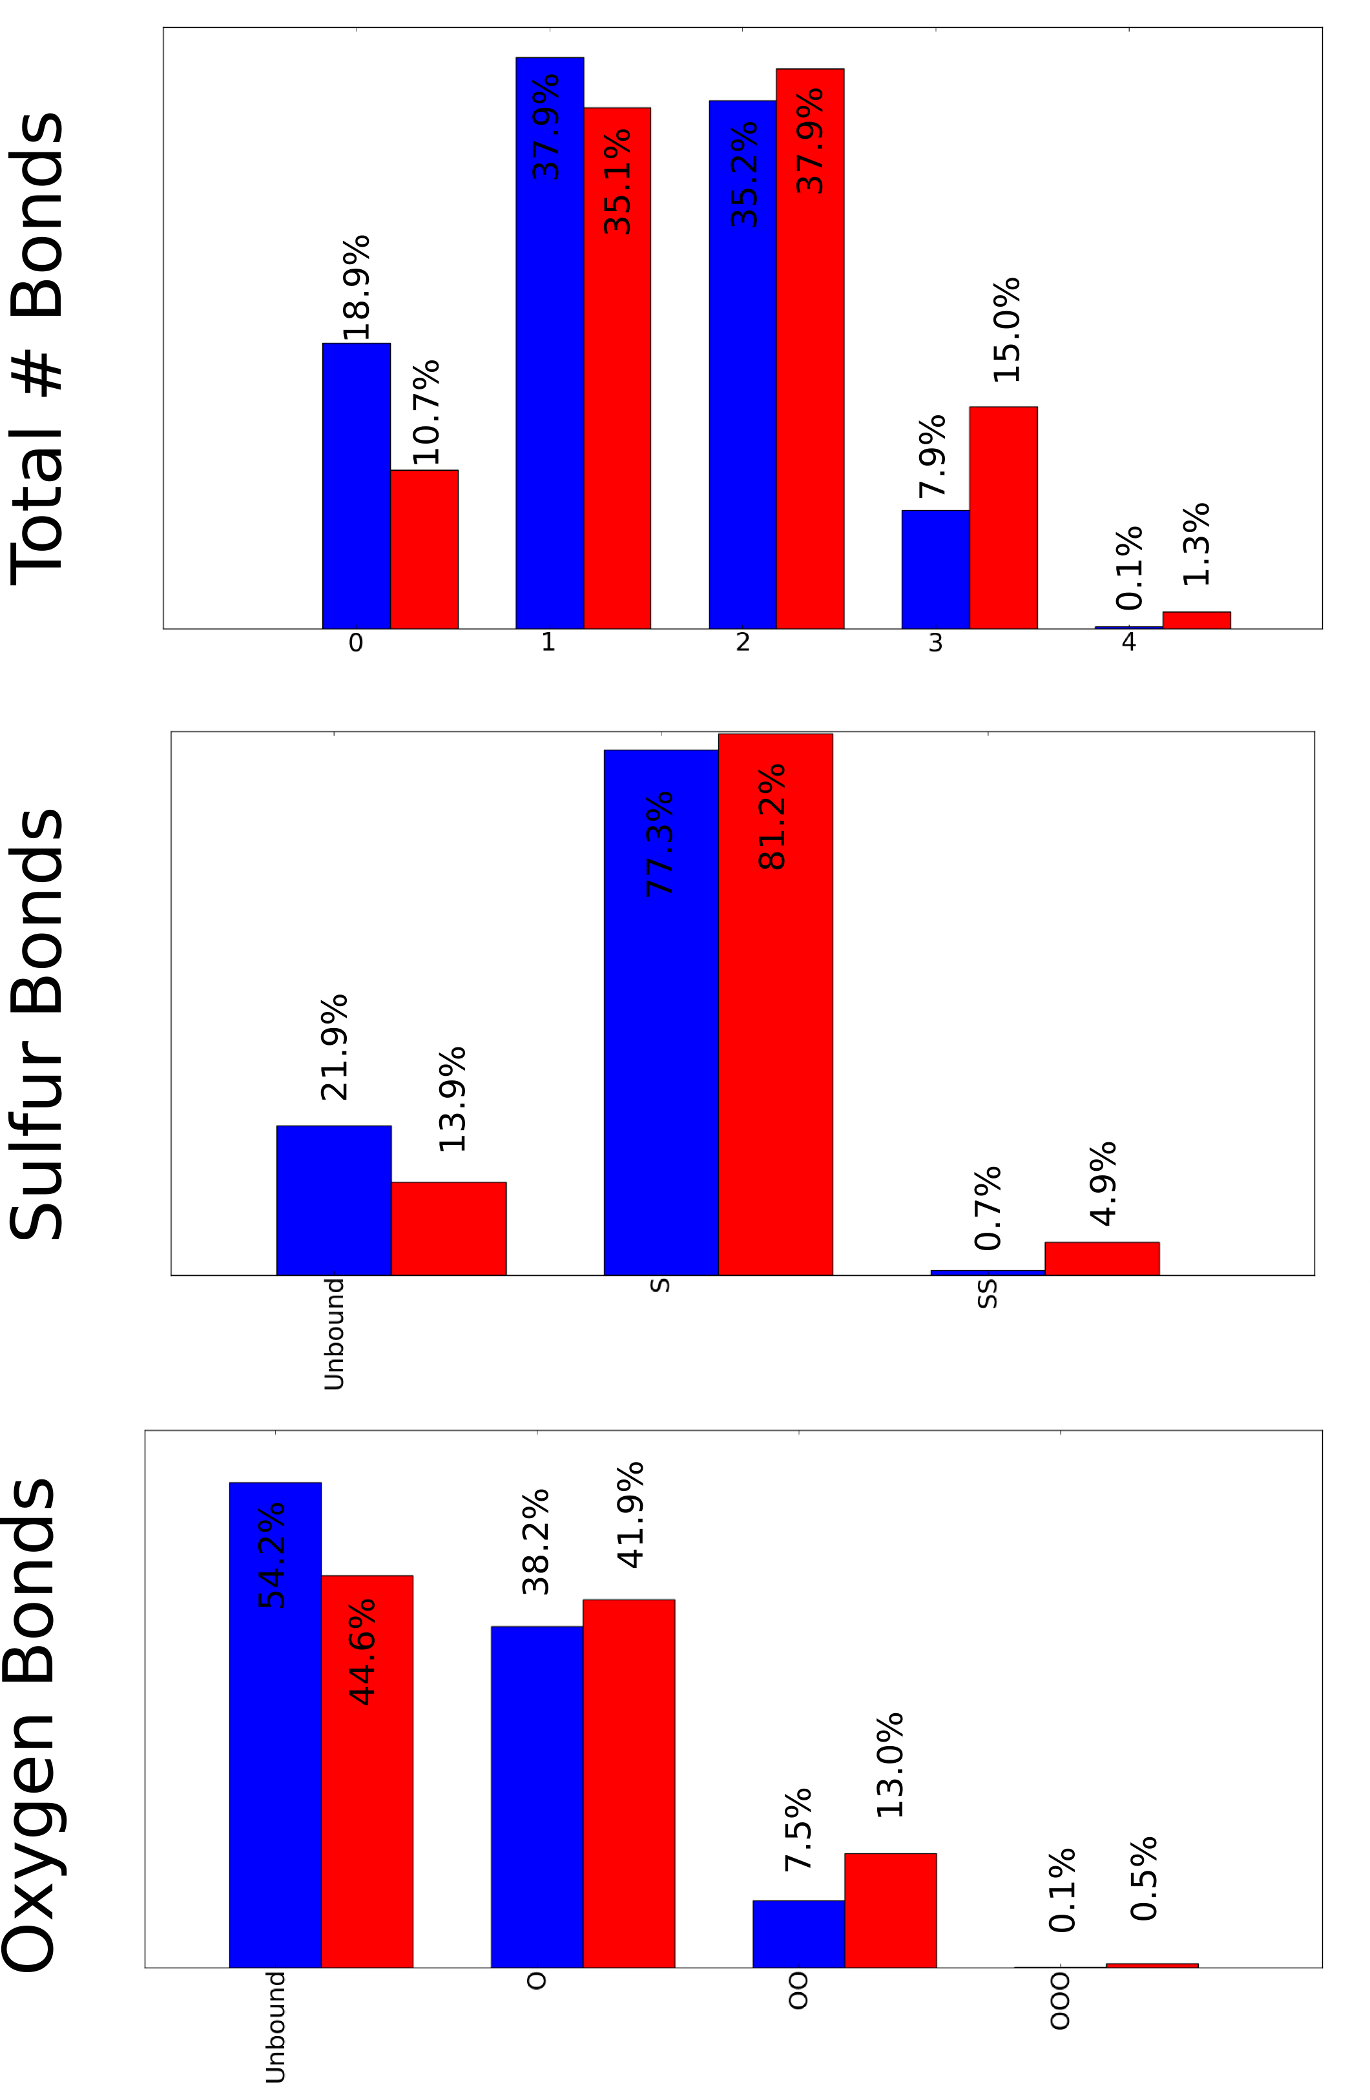 Total # Bonds
18.9%
10.7%
37.9%
35.1%
35.2%
37.9%
7.9%
15.0%
0.1%
1.3%
0
1
2
3
4
Sulfur Bonds
21.9%
13.9%
77.3%
81.2%
0.7%
4.9%
Unbound
S
SS
Oxygen Bonds
54.2%
44.6%
38.2%
41.9%
7.5%
13.0%
0.1%
0.5%
Unbound
O
OO
OOO